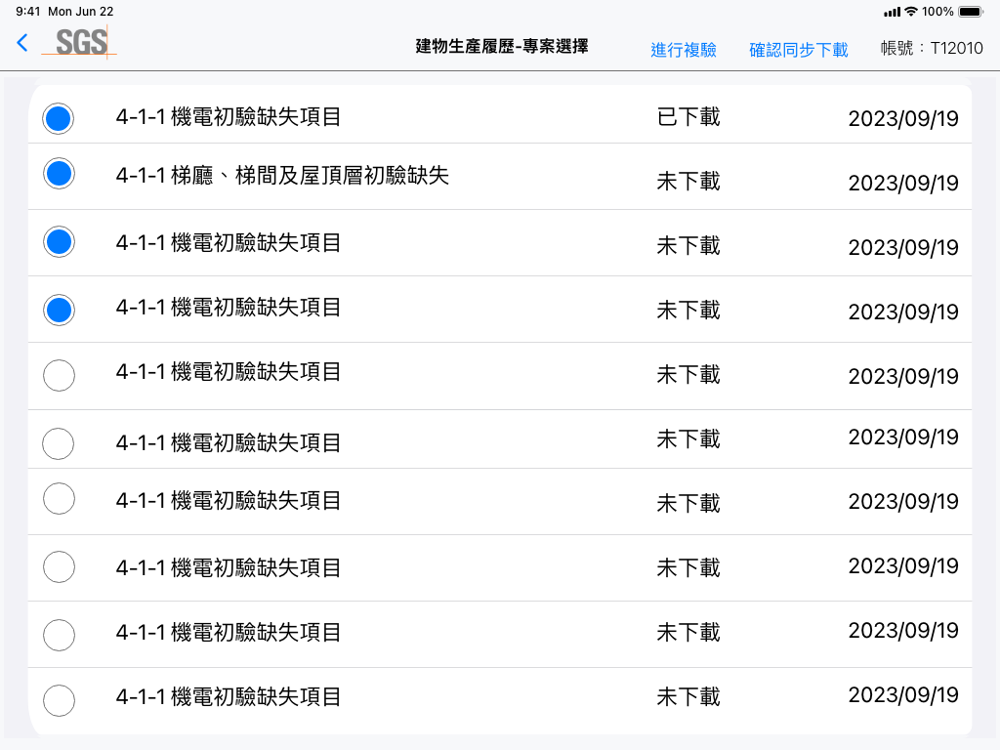 9:41 Mon Jun 22 100%
SGS 建物生產履歷-專案選擇 進行複驗 確認同步下載 帳號：T12010
4-1-1 機電初驗缺失項目 已下載 2023/09/19
4-1-1 梯廳、梯間及屋頂層初驗缺失 未下載 2023/09/19
4-1-1 機電初驗缺失項目 未下載 2023/09/19
4-1-1 機電初驗缺失項目 未下載 2023/09/19
4-1-1 機電初驗缺失項目 未下載 2023/09/19
4-1-1 機電初驗缺失項目 未下載 2023/09/19
4-1-1 機電初驗缺失項目 未下載 2023/09/19
4-1-1 機電初驗缺失項目 未下載 2023/09/19
4-1-1 機電初驗缺失項目 未下載 2023/09/19
4-1-1 機電初驗缺失項目 未下載 2023/09/19